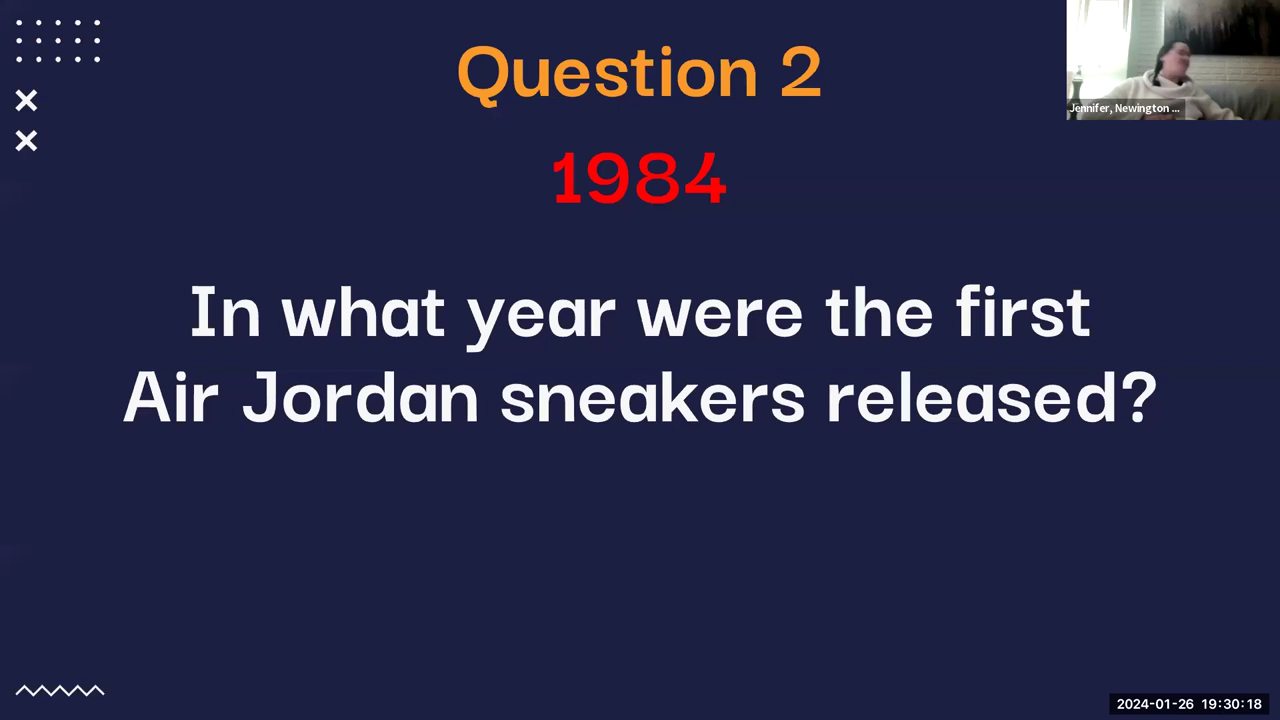 Question 2
Jennifer, Newington ...
1984
In what year were the first
Air Jordan sneakers released?
2024-01-26 19:30:18